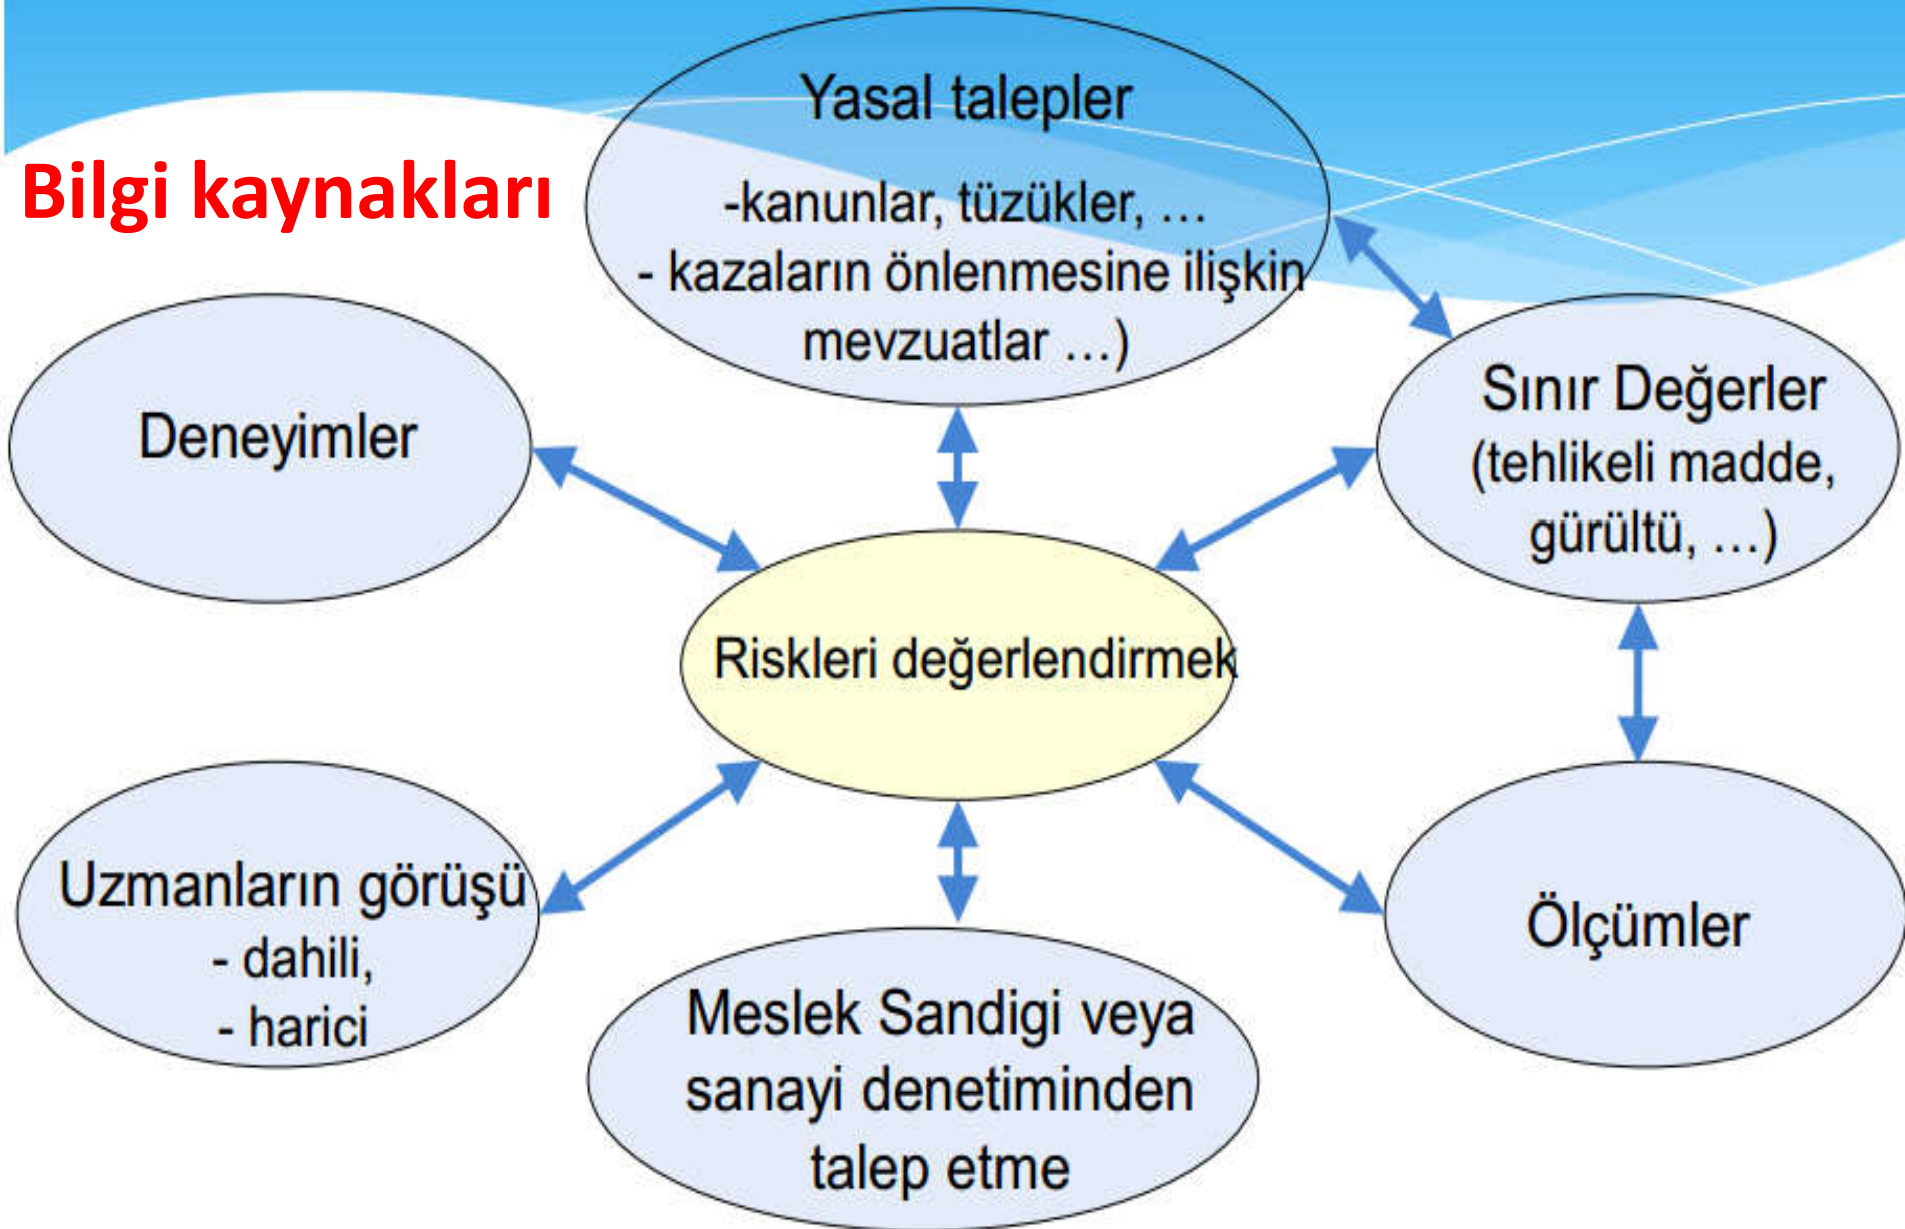 Bilgi kaynakları
Yasal talepler
-kanunlar, tüzükler, …
- kazaların önlenmesine ilişkin
mevzuatlar …)
Deneyimler
Sınır Değerler
(tehlikeli madde,
gürültü, …)
Riskleri değerlendirmek
Uzmanların görüşü
- dahili,
- harici
Meslek Sandigi veya
sanayi denetiminden
talep etme
Ölçümler